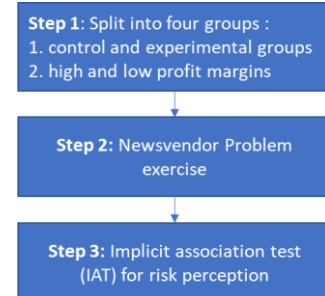 Step 1: Split into four groups :
1. control and experimental groups
2. high and low profit margins
Step 2: Newsvendor Problem
exercise
Step 3: Implicit association test
(IAT) for risk perception